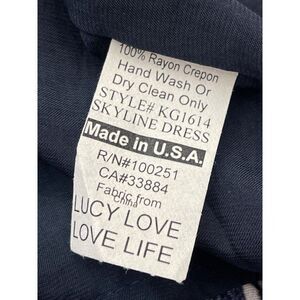 100% Rayon Crepon
Hand Wash Or
Dry Clean Only
STYLE# KG1614
SKYLINE DRESS
Made in U.S.A.
R/N#100251
CA#33884
Fabric from
China
LUCY LOVE
LOVE LIFE